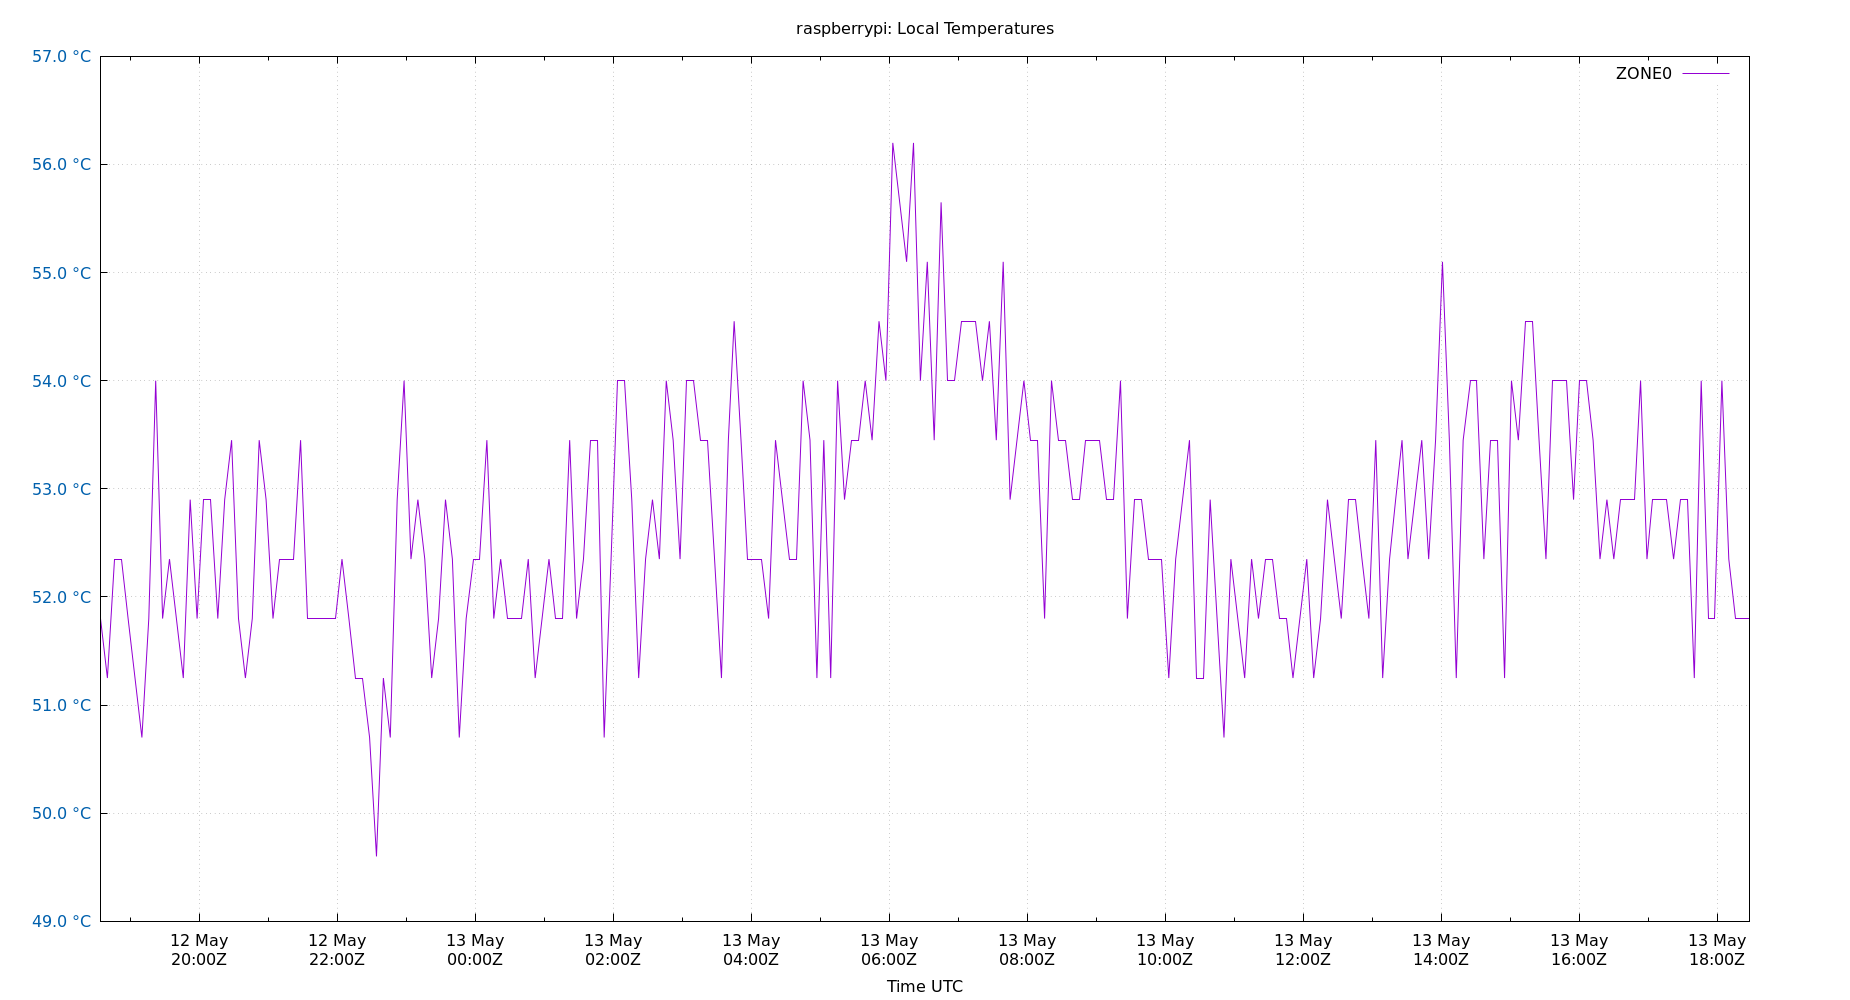 raspberrypi: Local Temperatures
57.0 °C
56.0 °C
55.0 °C
54.0 °C
53.0 °C
52.0 °C
51.0 °C
50.0 °C
49.0 °C
ZONE0
12 May 12 May 13 May 13 May 13 May 13 May 13 May 13 May 13 May 13 May 13 May 13 May
20:00Z 22:00Z 00:00Z 02:00Z 04:00Z 06:00Z 08:00Z 10:00Z 12:00Z 14:00Z 16:00Z 18:00Z
Time UTC